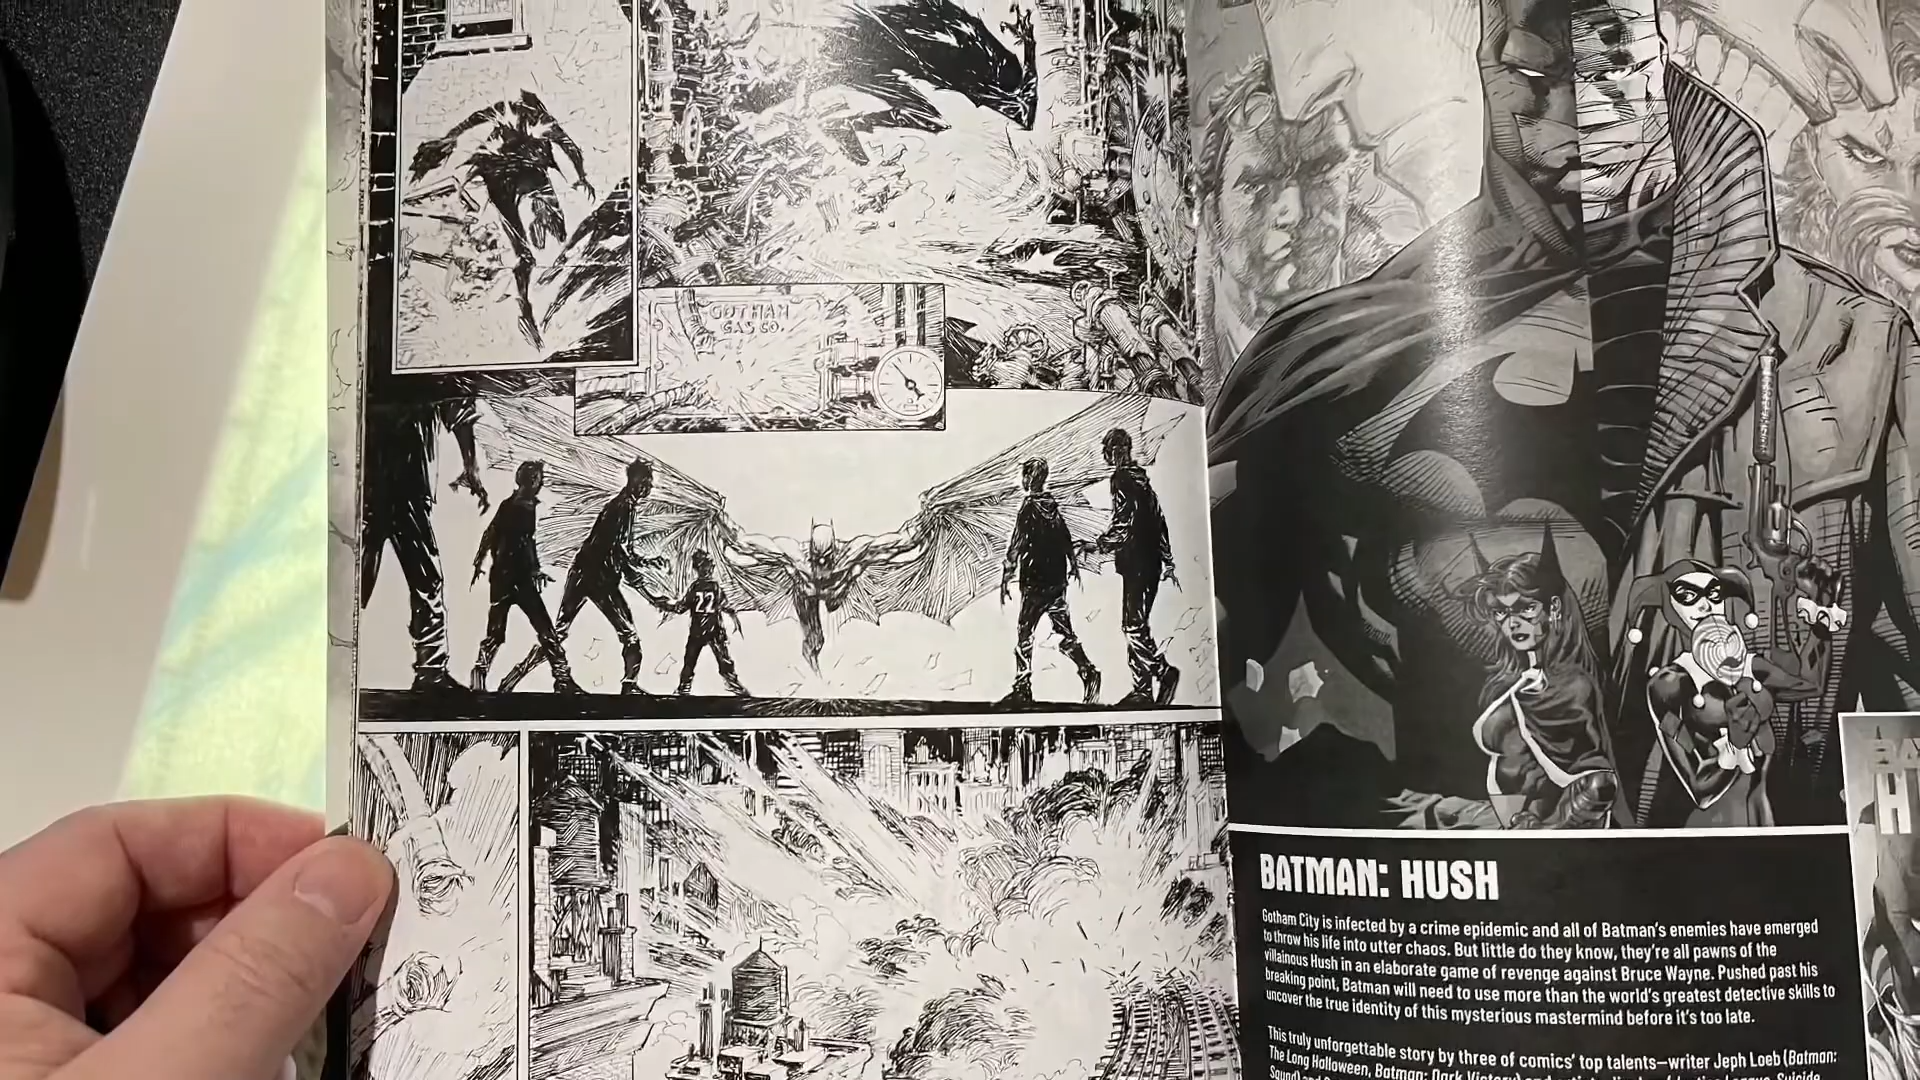 GOTHAM
GAS CO.
22
BATMAN: HUSH
Gotham City is infected by a crime epidemic and all of Batman's enemies have emerged
to throw his life into utter chaos. But little do they know, they're all pawns of the
villainous Hush in an elaborate game of revenge against Bruce Wayne. Pushed past his
breaking point, Batman will need to use more than the world's greatest detective skills to
uncover the true identity of this mysterious mastermind before it's too late.
This truly unforgettable story by three of comics' top talents—writer Jeph Loeb (Batman:
The Long Halloween, Batman: Dark Victory) and
H